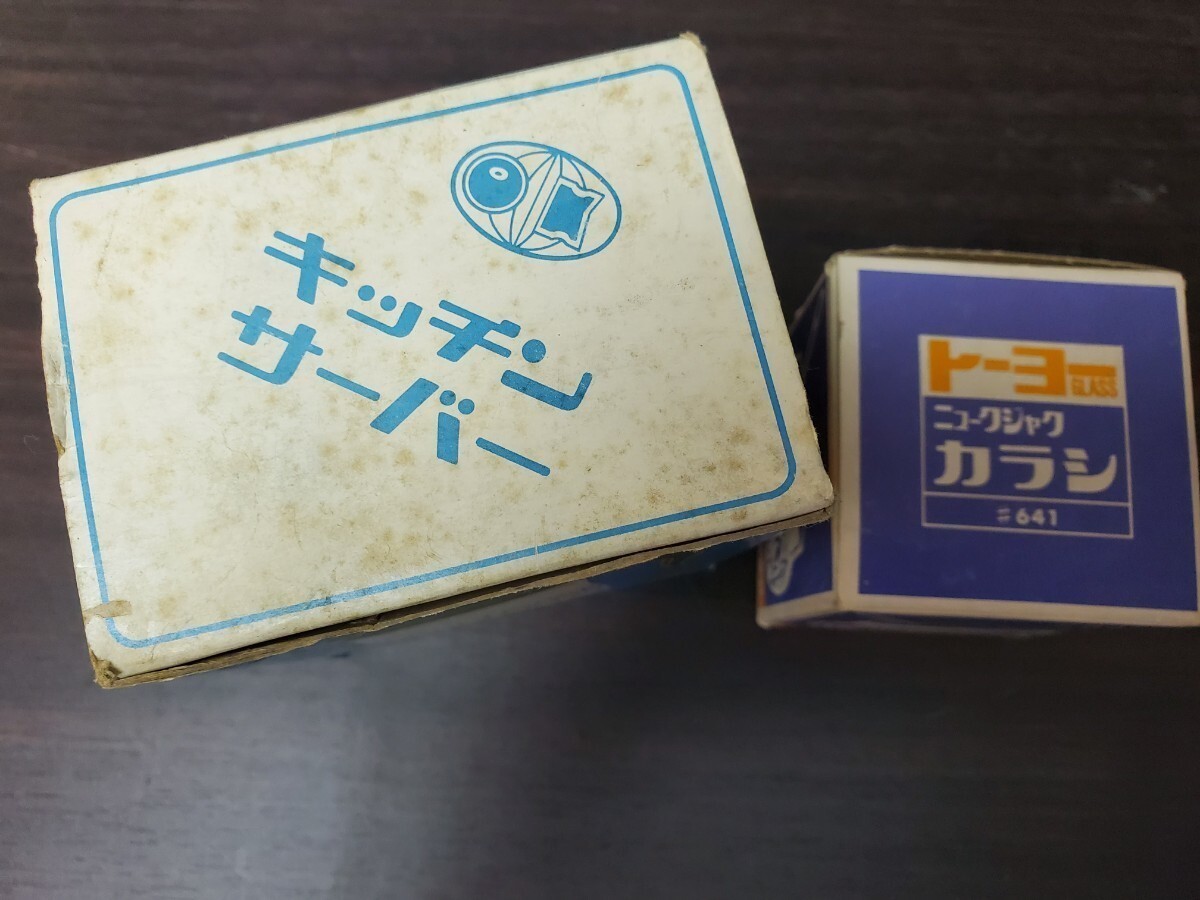 キッチン
サーバー
トーヨー
GLASS
ニュークジャク
カラシ
#641